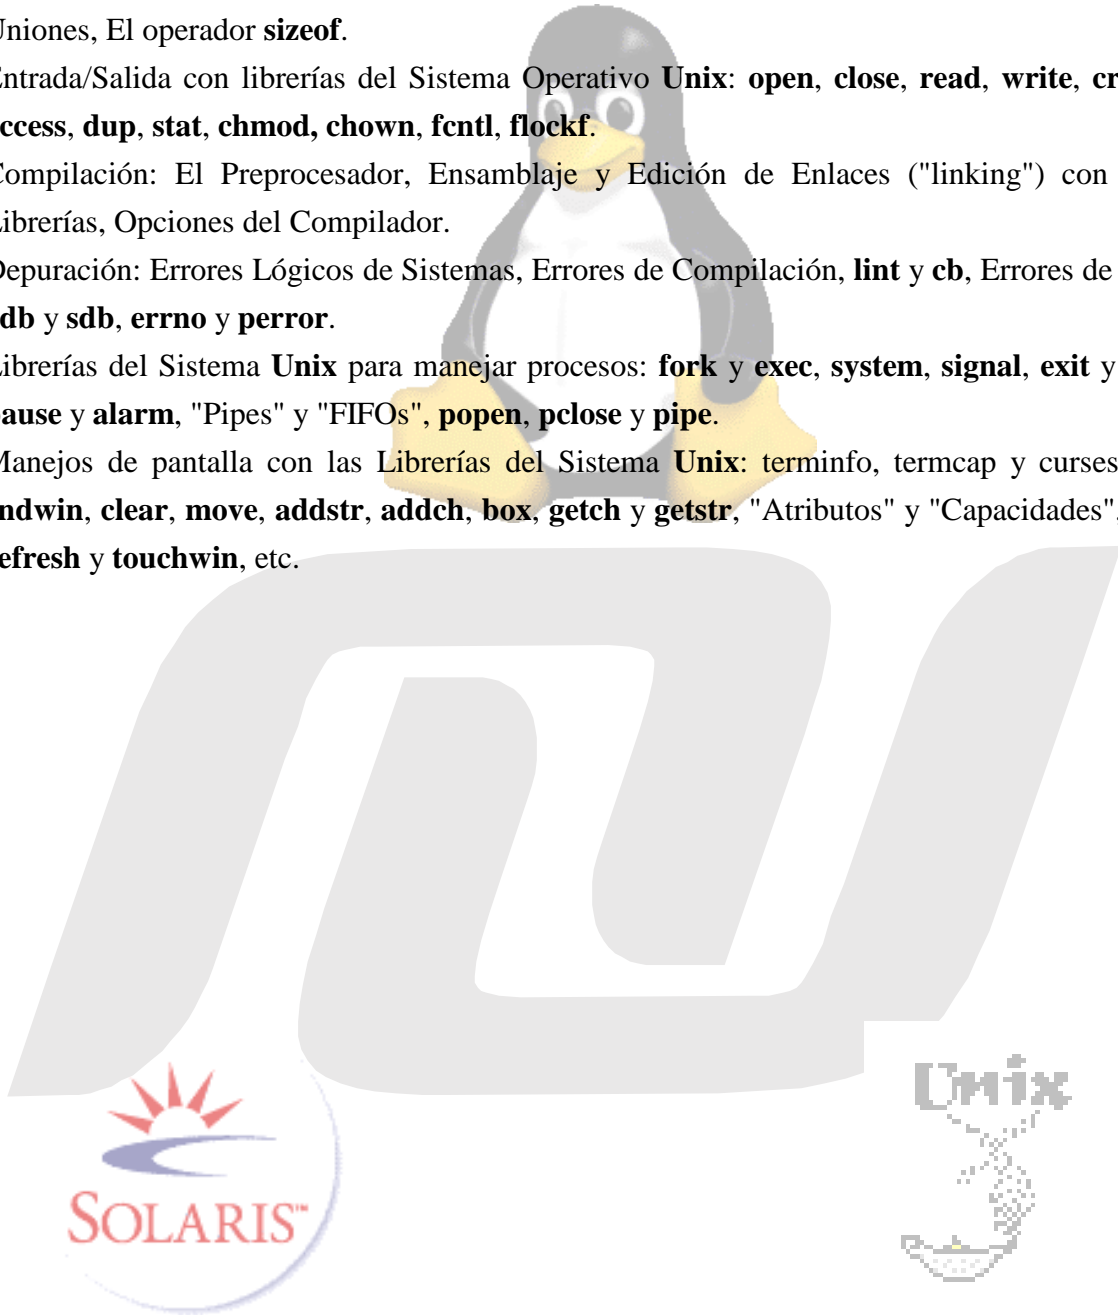 Uniones, El operador sizeof.
Entrada/Salida con librerías del Sistema Operativo Unix: open, close, read, write, cr
ccess, dup, stat, chmod, chown, fcntl, flockf.
Compilación: El Preprocesador, Ensamblaje y Edición de Enlaces ("linking") con
Librerías, Opciones del Compilador.
Depuración: Errores Lógicos de Sistemas, Errores de Compilación, lint y cb, Errores de
db y sdb, errno y perror.
Librerías del Sistema Unix para manejar procesos: fork y exec, system, signal, exit y
pause y alarm, "Pipes" y "FIFOs", popen, pclose y pipe.
Manejos de pantalla con las Librerías del Sistema Unix: terminfo, termcap y curses
ndwin, clear, move, addstr, addch, box, getch y getstr, "Atributos" y "Capacidades",
refresh y touchwin, etc.
Unix
SOLARIS™